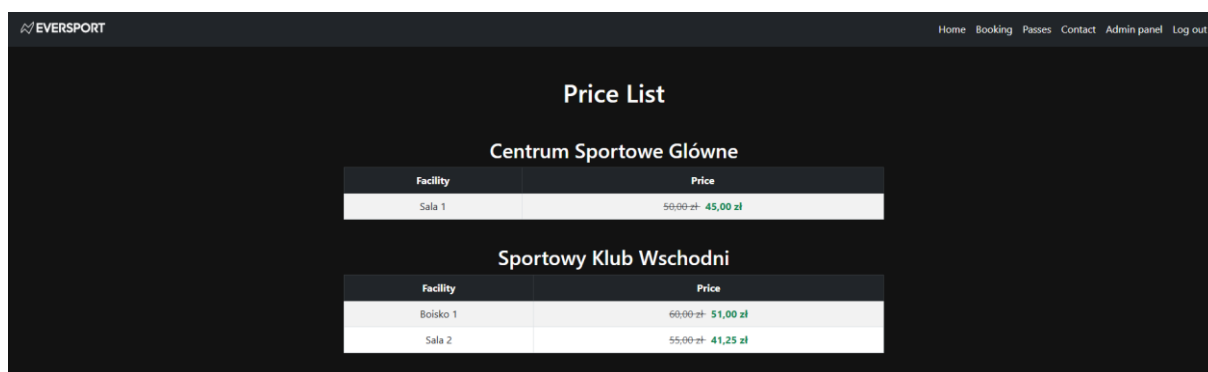 EVERSPORT Home Booking Passes Contact Admin panel Log out
Price List
Centrum Sportowe Glówne
Facility Price
Sala 1 50,00 zł 45,00 zł
Sportowy Klub Wschodni
Facility Price
Boisko 1 60,00 zł 51,00 zł
Sala 2 55,00 zł 41,25 zł